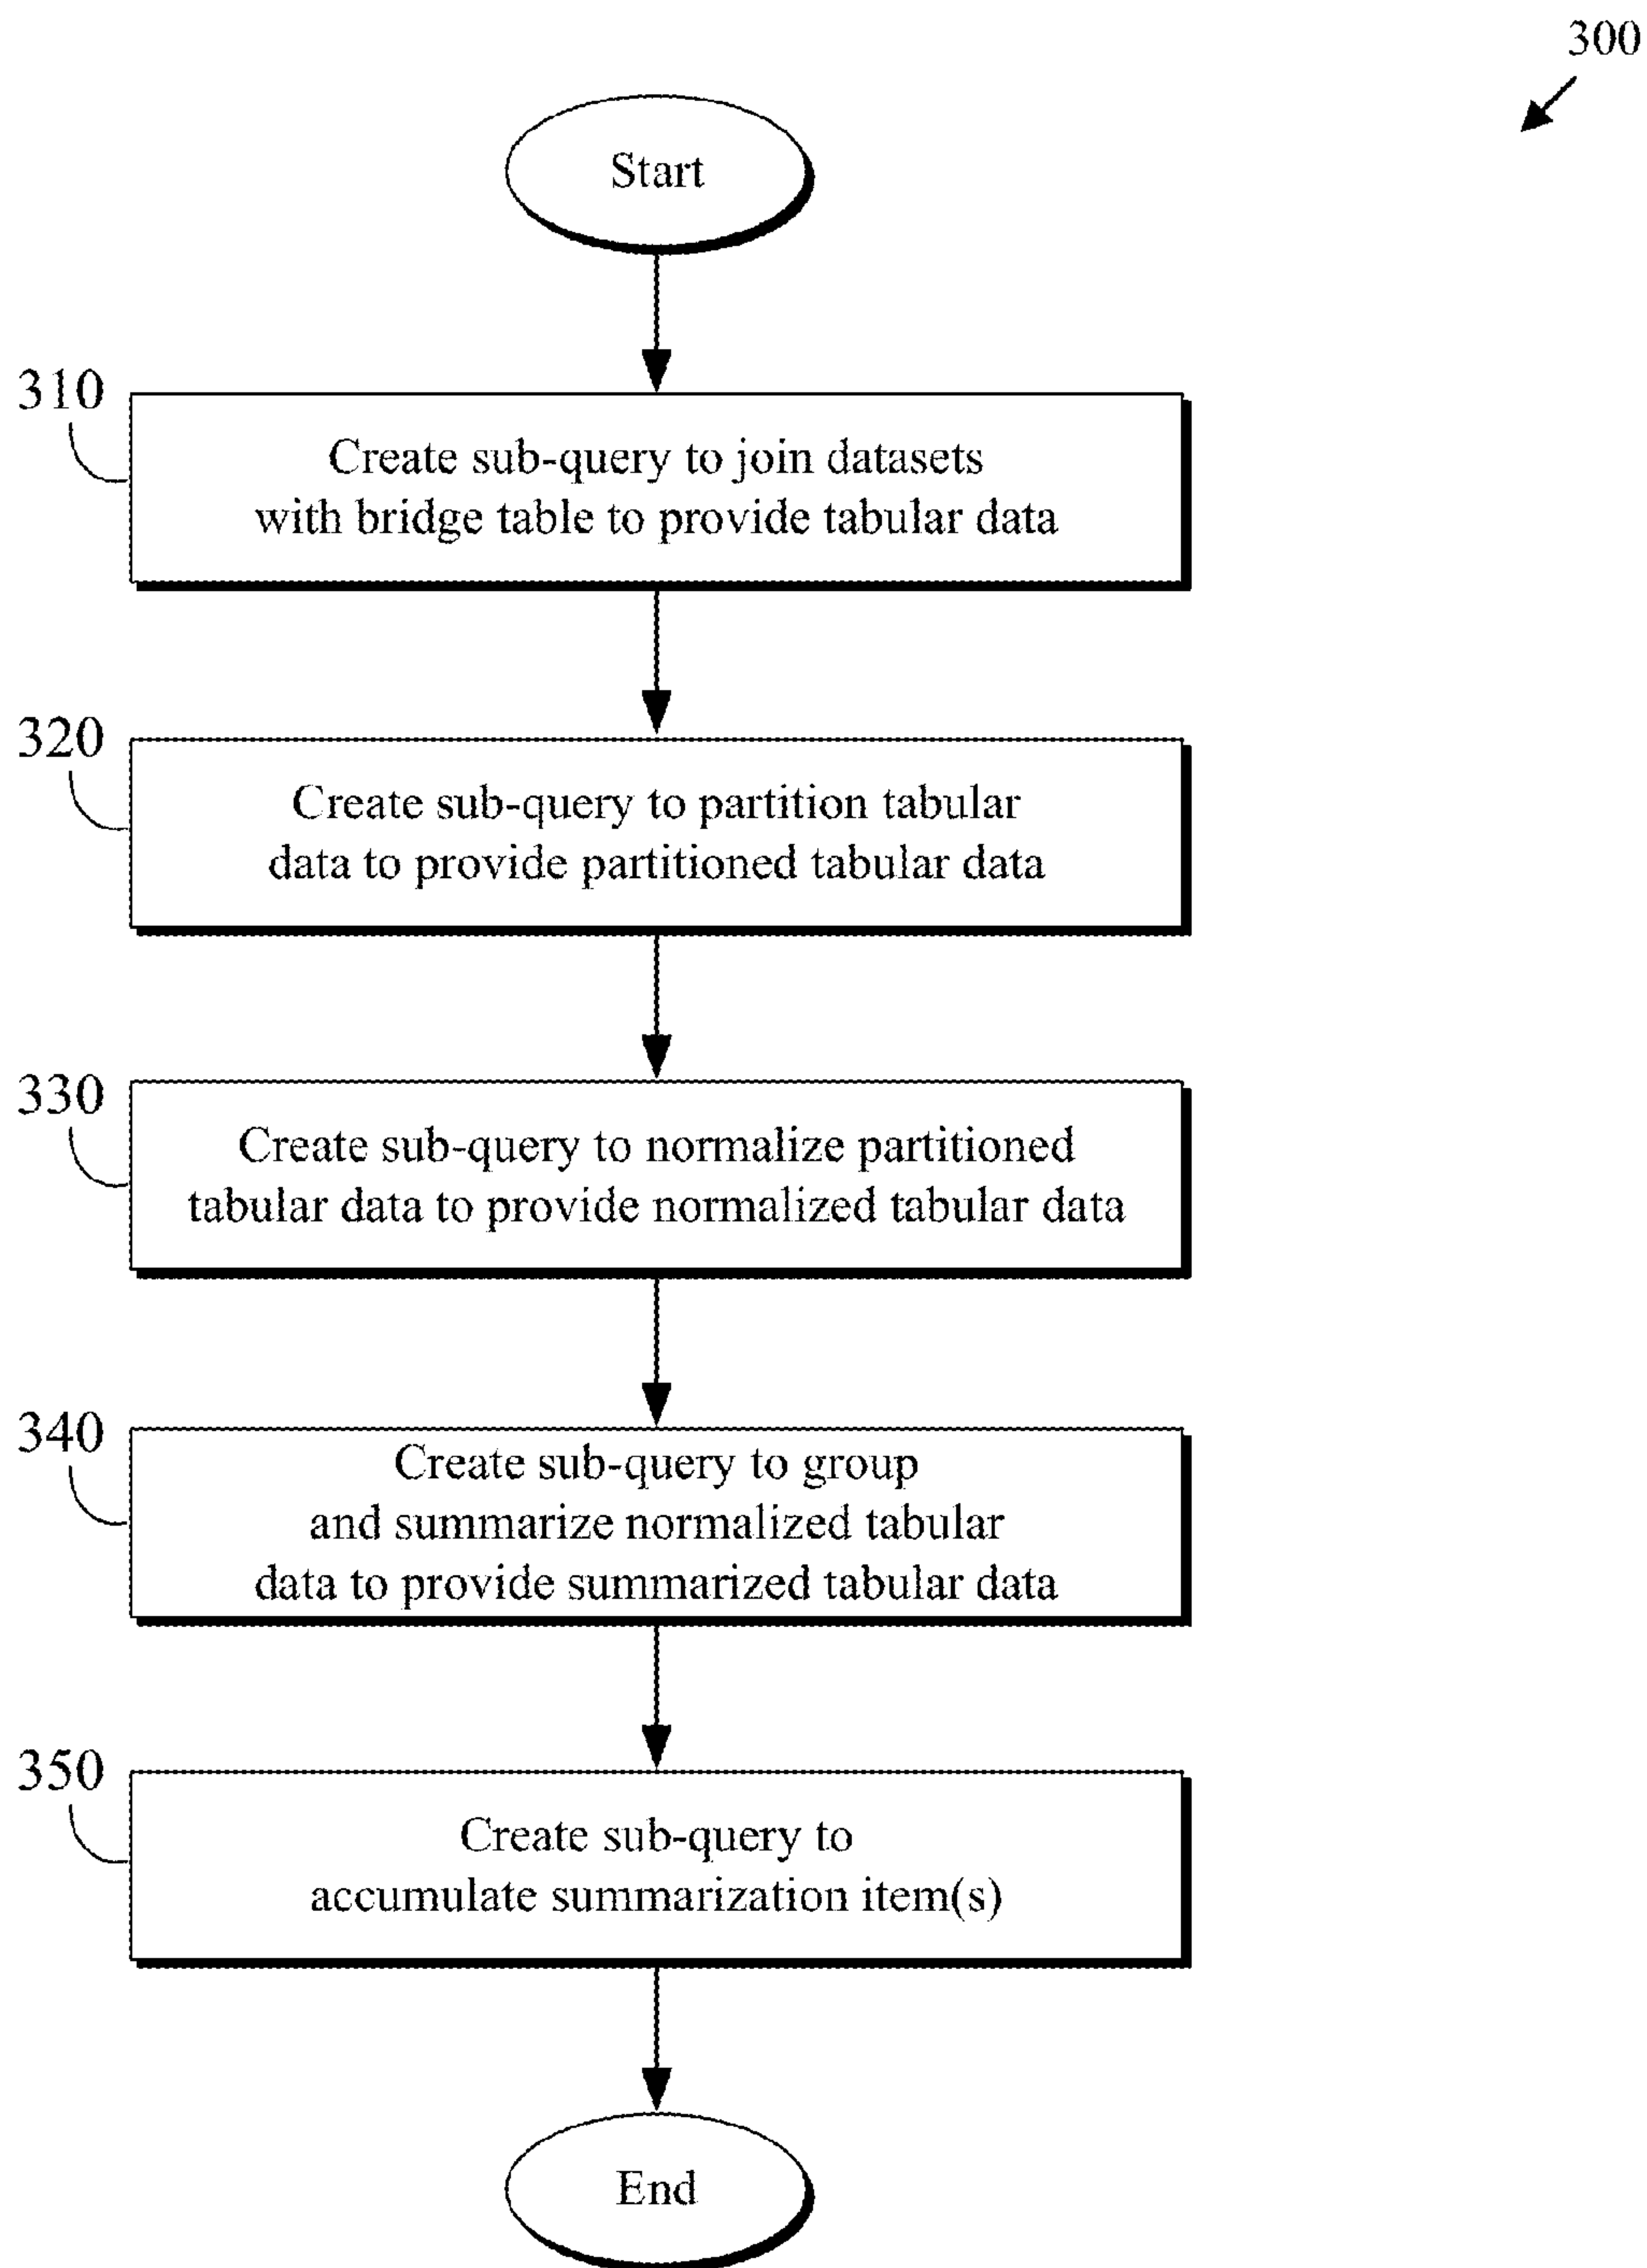 300
Start
310
Create sub-query to join datasets
with bridge table to provide tabular data
320
Create sub-query to partition tabular
data to provide partitioned tabular data
330
Create sub-query to normalize partitioned
tabular data to provide normalized tabular data
340
Create sub-query to group
and summarize normalized tabular
data to provide summarized tabular data
350
Create sub-query to
accumulate summarization item(s)
End